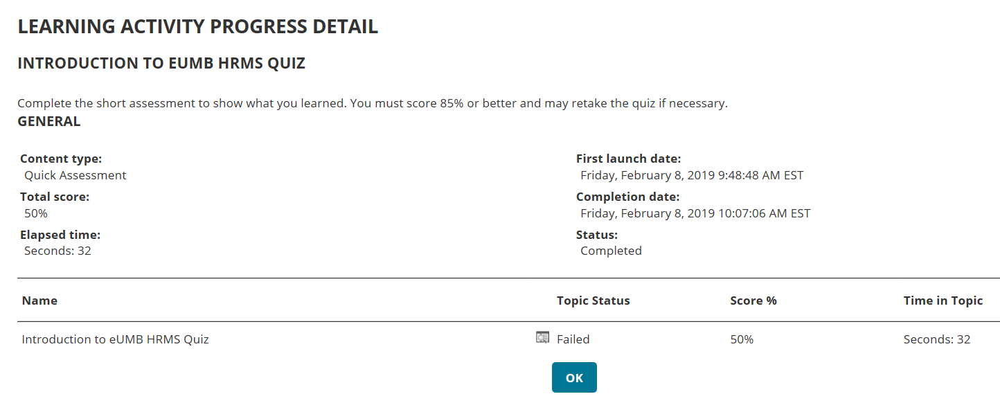 LEARNING ACTIVITY PROGRESS DETAIL
INTRODUCTION TO EUMB HRMS QUIZ
Complete the short assessment to show what you learned. You must score 85% or better and may retake the quiz if necessary.
GENERAL
Content type:
Quick Assessment
Total score:
50%
Elapsed time:
Seconds: 32
First launch date:
Friday, February 8, 2019 9:48:48 AM EST
Completion date:
Friday, February 8, 2019 10:07:06 AM EST
Status:
Completed
Name Topic Status Score % Time in Topic
Introduction to eUMB HRMS Quiz Failed 50% Seconds: 32
OK